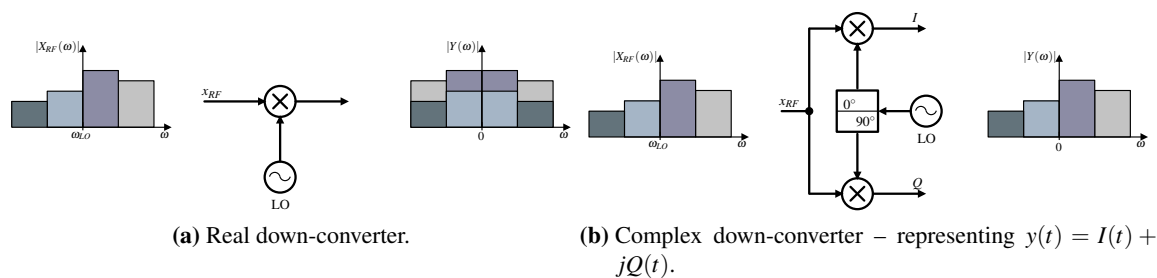 |X_RF(ω)|
ω_LO
ω
x_RF
LO
|Y(ω)|
0
ω
(a) Real down-converter.
|X_RF(ω)|
ω_LO
ω
x_RF
I
0°
90°
LO
Q
|Y(ω)|
0
ω
(b) Complex down-converter – representing y(t) = I(t) +
jQ(t).